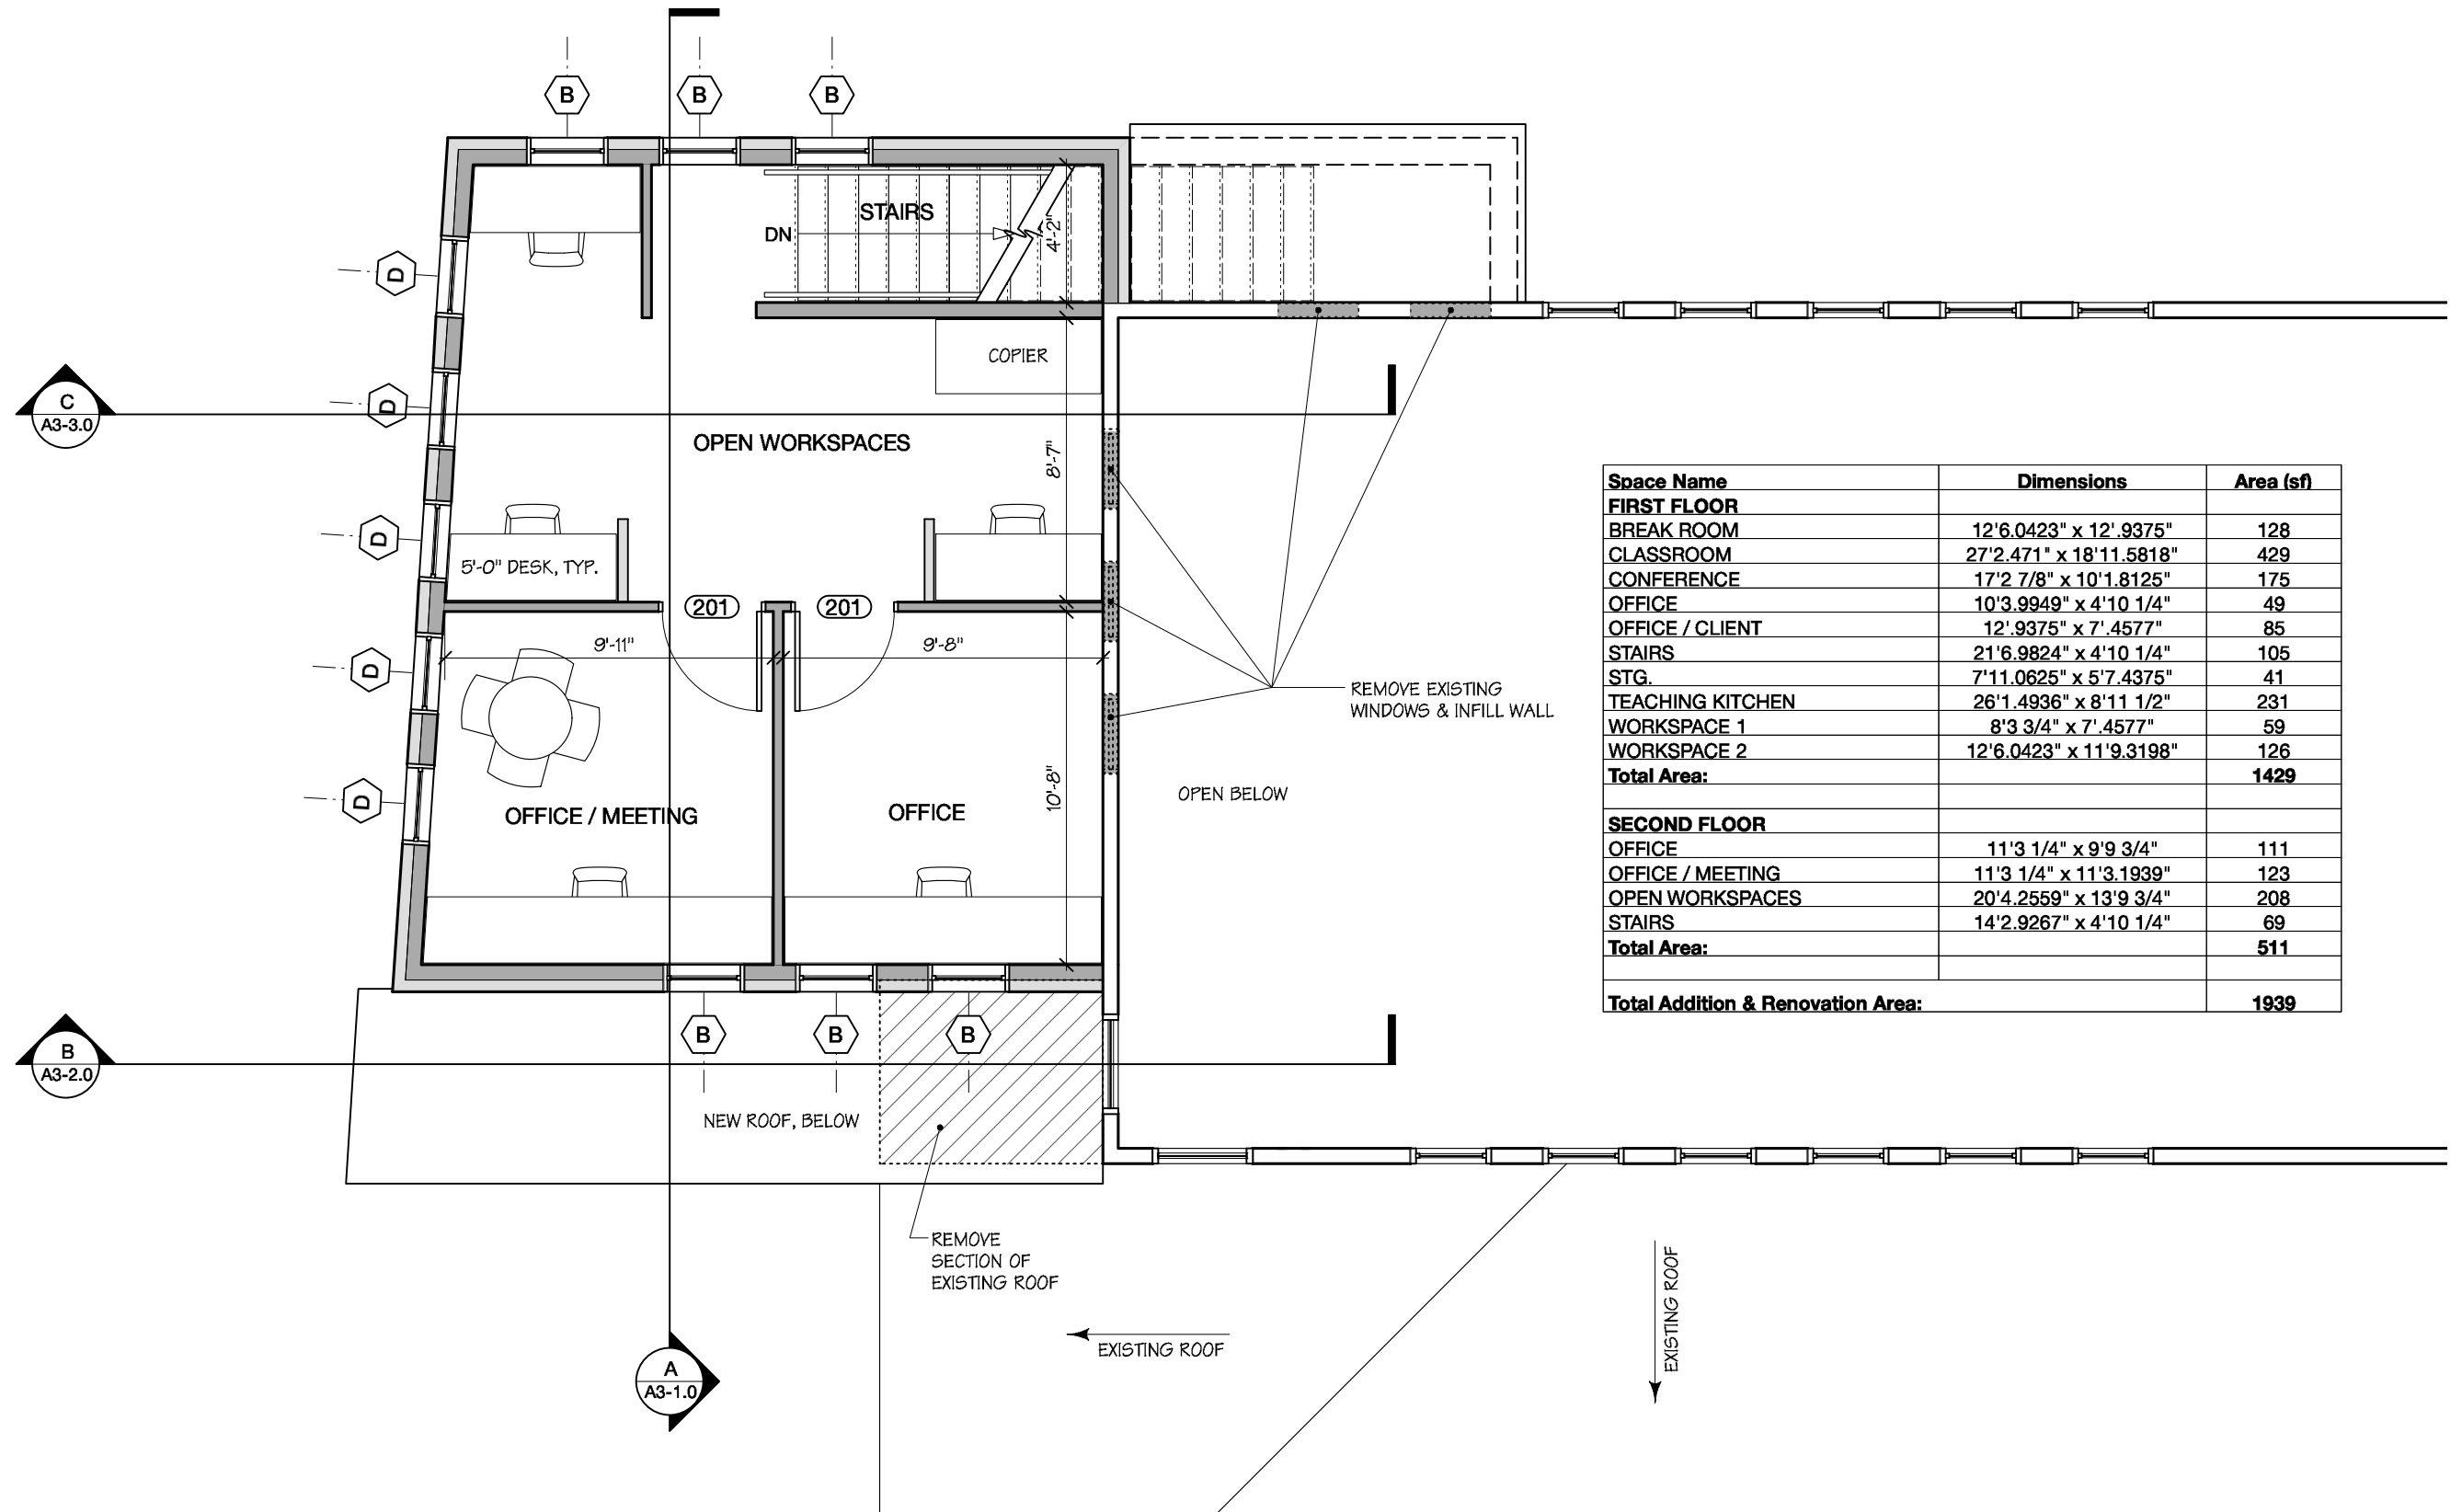 B B B
STAIRS
DN
4'-2"
D
COPIER
C
A3-3.0
D
OPEN WORKSPACES
8'-7"
D
5'-0" DESK, TYP.
201 201
9'-11" 9'-8"
D
REMOVE EXISTING
WINDOWS & INFILL WALL
10'-8"
OPEN BELOW
D
OFFICE / MEETING OFFICE
B B B
B
A3-2.0
NEW ROOF, BELOW
REMOVE
SECTION OF
EXISTING ROOF
EXISTING ROOF
EXISTING ROOF
A
A3-1.0
Space Name Dimensions Area (sf)
FIRST FLOOR
BREAK ROOM 12'6.0423" x 12'.9375" 128
CLASSROOM 27'2.471" x 18'11.5818" 429
CONFERENCE 17'2 7/8" x 10'1.8125" 175
OFFICE 10'3.9949" x 4'10 1/4" 49
OFFICE / CLIENT 12'.9375" x 7'.4577" 85
STAIRS 21'6.9824" x 4'10 1/4" 105
STG. 7'11.0625" x 5'7.4375" 41
TEACHING KITCHEN 26'1.4936" x 8'11 1/2" 231
WORKSPACE 1 8'3 3/4" x 7'.4577" 59
WORKSPACE 2 12'6.0423" x 11'9.3198" 126
Total Area: 1429
SECOND FLOOR
OFFICE 11'3 1/4" x 9'9 3/4" 111
OFFICE / MEETING 11'3 1/4" x 11'3.1939" 123
OPEN WORKSPACES 20'4.2559" x 13'9 3/4" 208
STAIRS 14'2.9267" x 4'10 1/4" 69
Total Area: 511
Total Addition & Renovation Area: 1939